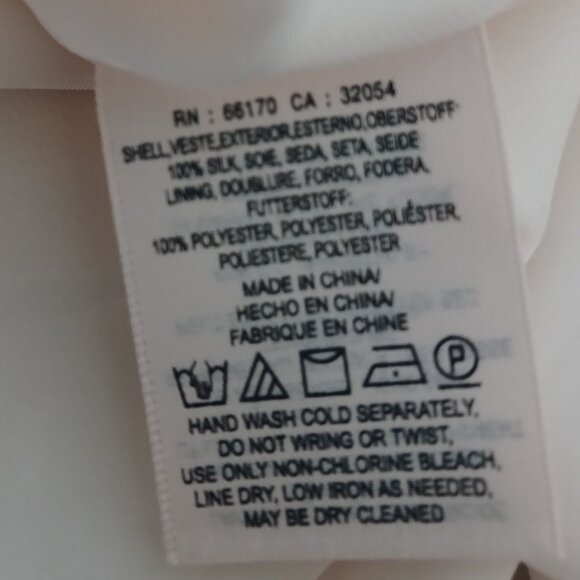 RN : 66170 CA : 32054
SHELL,VESTE,EXTERIOR,ESTERNO,OBERSTOFF:
100% SILK, SOIE, SEDA, SETA, SEIDE
LINING, DOUBLURE, FORRO, FODERA,
FUTTERSTOFF:
100% POLYESTER, POLYESTER, POLIÉSTER,
POLIESTERE, POLYESTER
MADE IN CHINA/
HECHO EN CHINA/
FABRIQUE EN CHINE
P
HAND WASH COLD SEPARATELY,
DO NOT WRING OR TWIST,
USE ONLY NON-CHLORINE BLEACH,
LINE DRY, LOW IRON AS NEEDED,
MAY BE DRY CLEANED